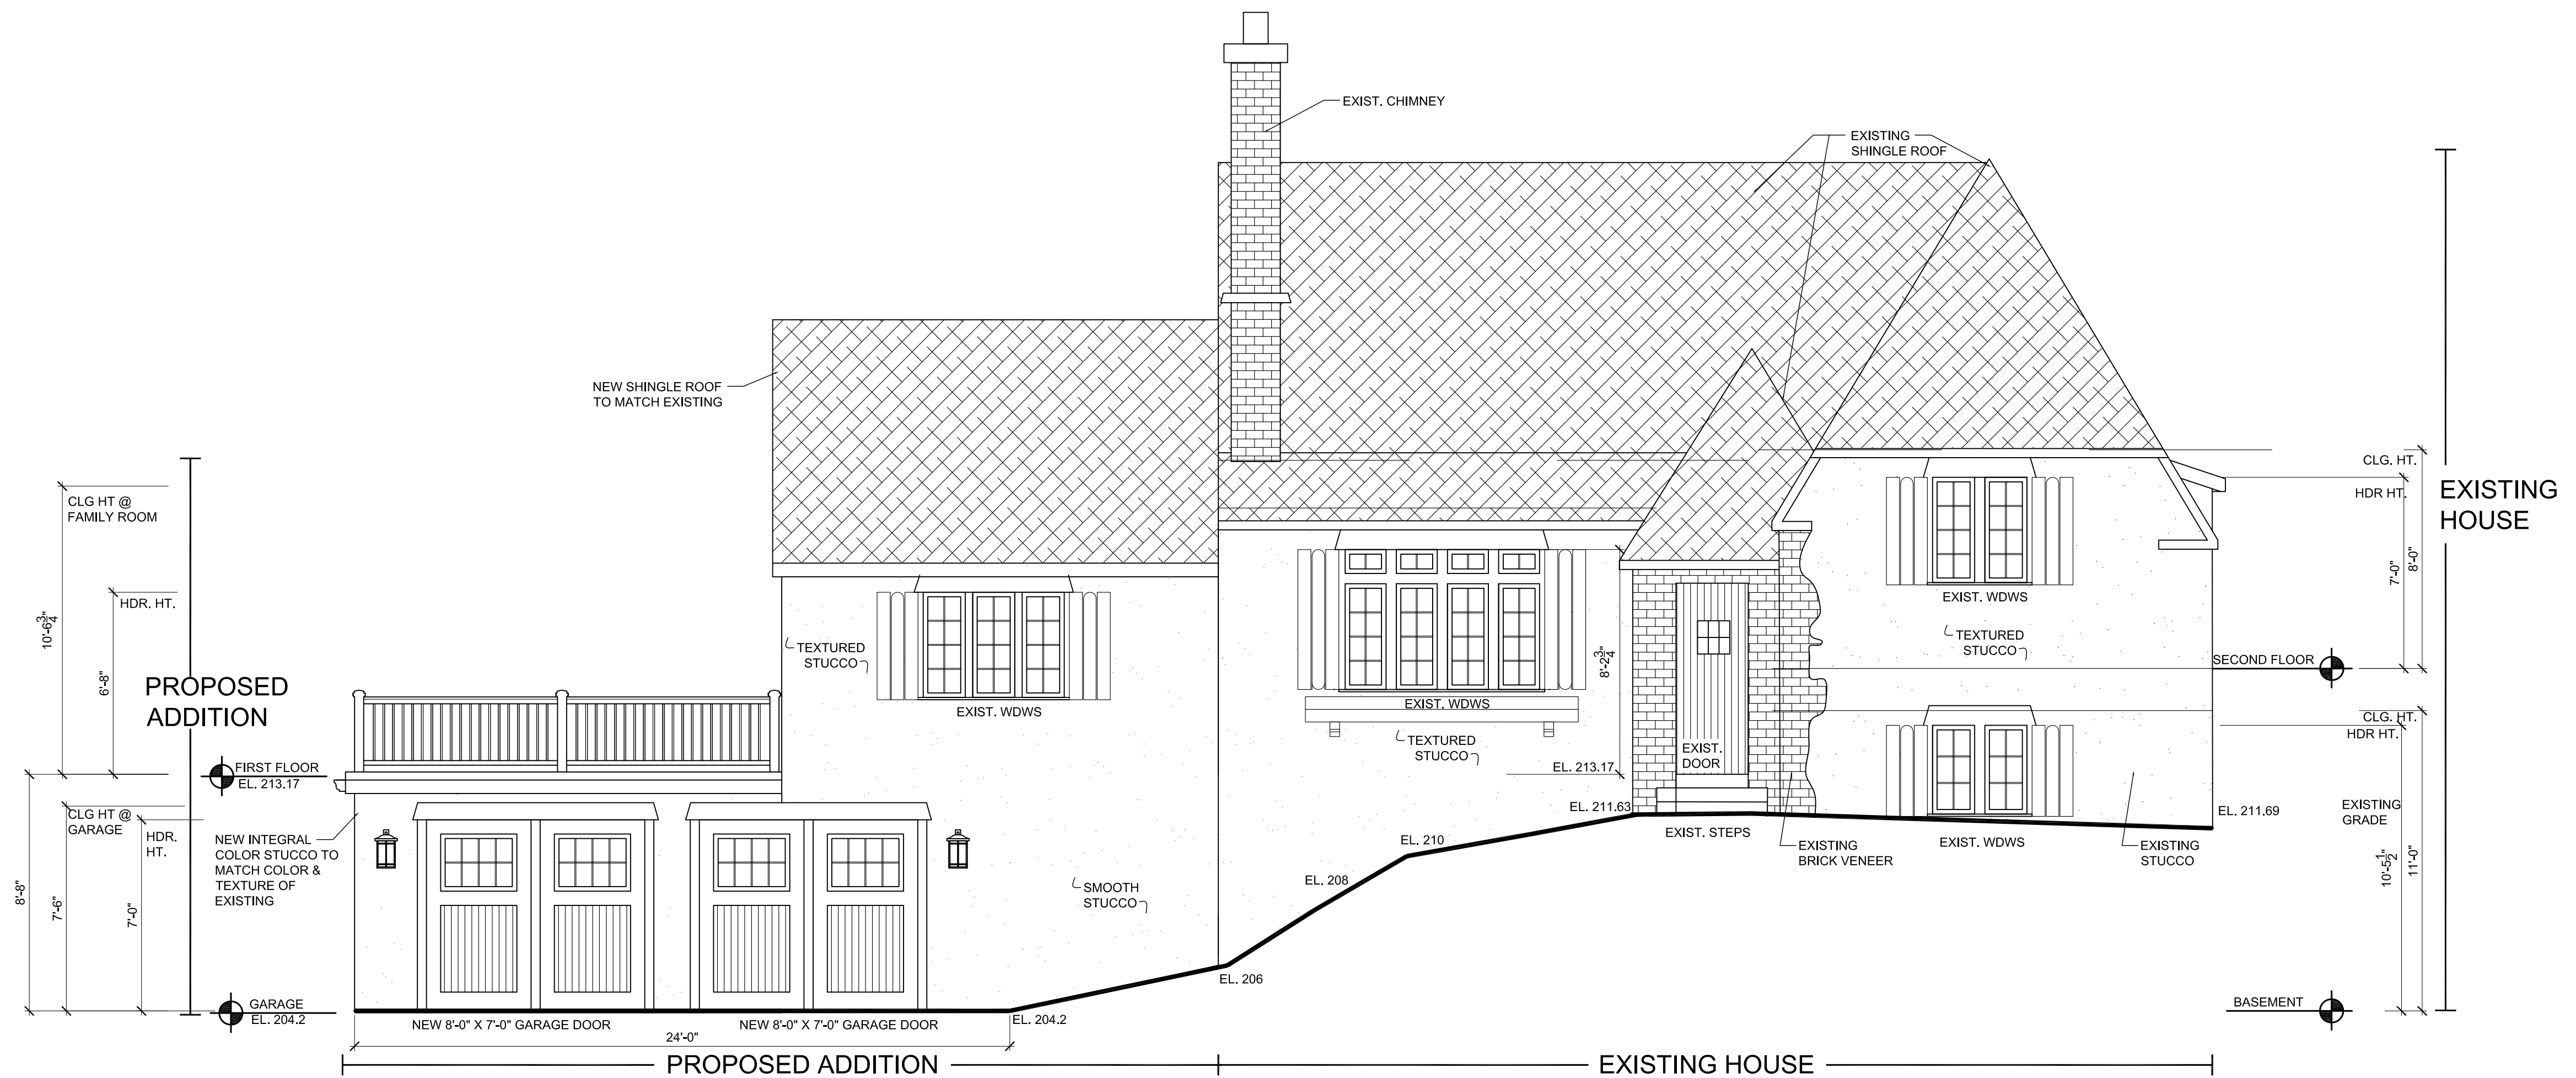 EXIST. CHIMNEY
EXISTING
SHINGLE ROOF
NEW SHINGLE ROOF
TO MATCH EXISTING
CLG HT @
FAMILY ROOM
10'-6 3/4"
HDR. HT.
6'-8"
PROPOSED
ADDITION
FIRST FLOOR
EL. 213.17
CLG HT @
GARAGE
HDR.
HT.
8'-8"
7'-6"
7'-0"
NEW INTEGRAL
COLOR STUCCO TO
MATCH COLOR &
TEXTURE OF
EXISTING
GARAGE
EL. 204.2
TEXTURED
STUCCO
EXIST. WDWS
SMOOTH
STUCCO
NEW 8'-0" X 7'-0" GARAGE DOOR
NEW 8'-0" X 7'-0" GARAGE DOOR
24'-0"
EL. 204.2
EL. 206
EL. 208
EL. 210
EXIST. WDWS
TEXTURED
STUCCO
8'-2 3/4"
EL. 213.17
EL. 211.63
EXIST.
DOOR
EXIST. STEPS
EXISTING
BRICK VENEER
EXIST. WDWS
TEXTURED
STUCCO
EXIST. WDWS
EXISTING
STUCCO
EL. 211.69
CLG. HT.
HDR HT.
7'-0"
8'-0"
SECOND FLOOR
CLG. HT.
HDR HT.
EXISTING
GRADE
10'-5 1/2"
11'-0"
BASEMENT
EXISTING
HOUSE
PROPOSED ADDITION
EXISTING HOUSE